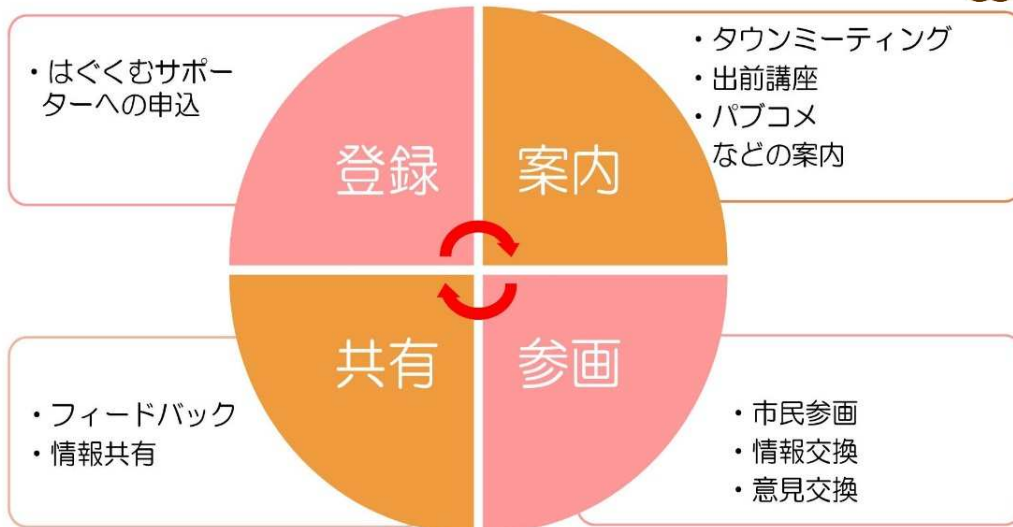 ・はぐくむサポー
ターへの申込
登録
・タウンミーティング
・出前講座
・パブコメ
などの案内
案内
共有
・フィードバック
・情報共有
参画
・市民参画
・情報交換
・意見交換